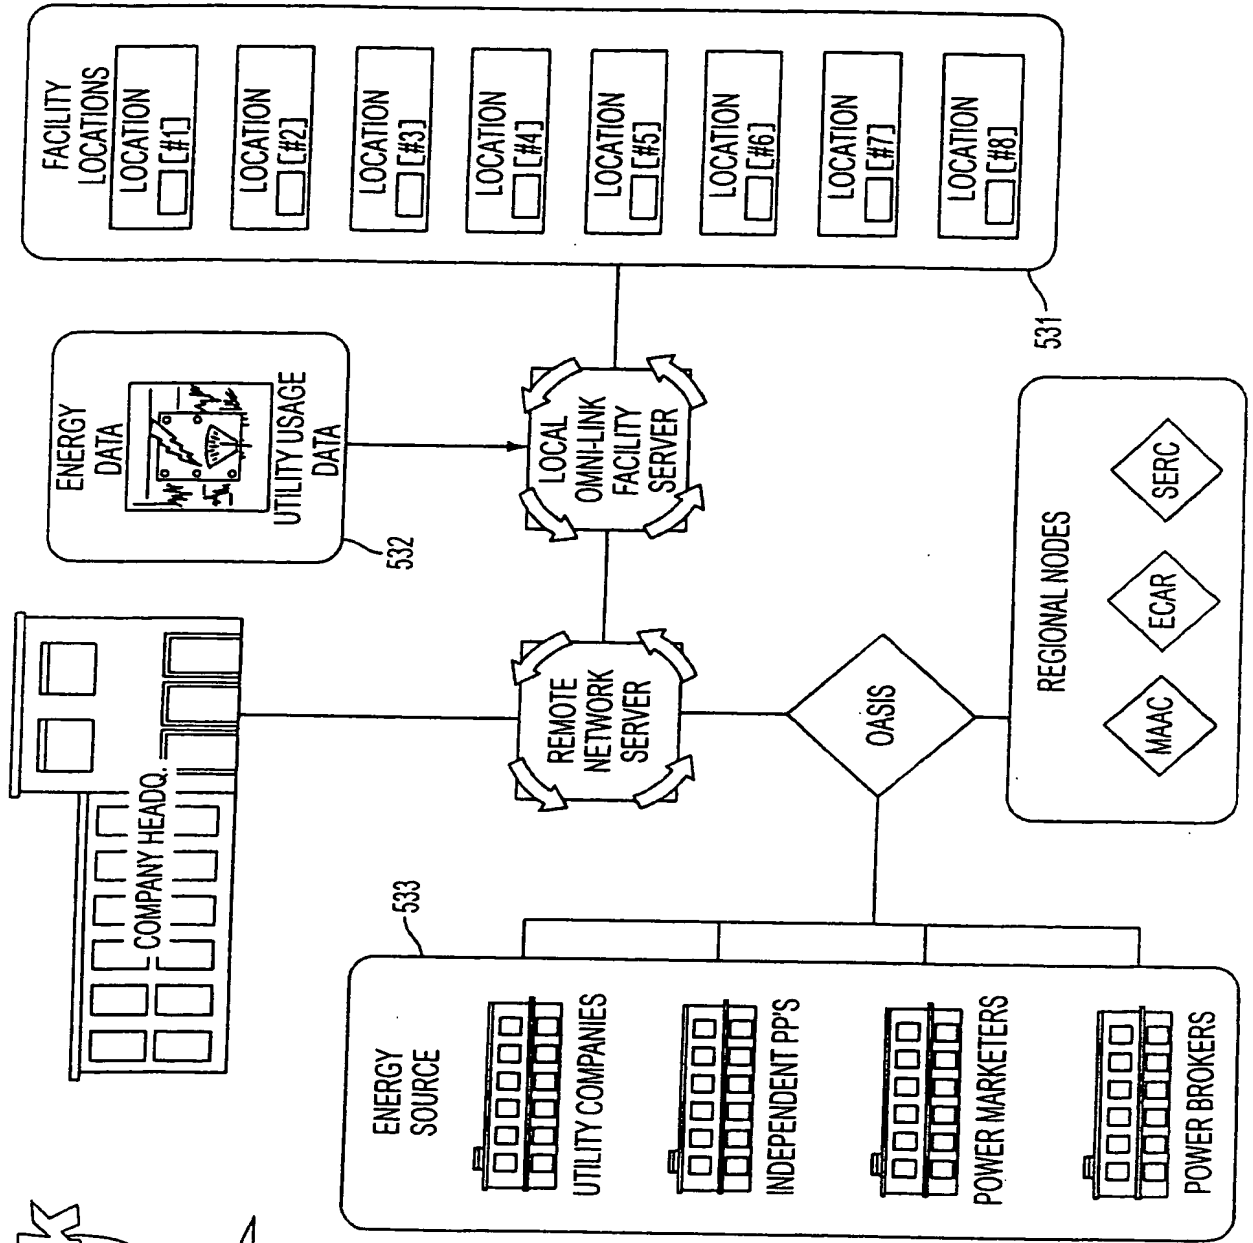 COMPANY HEADQ.
ENERGY
DATA
UTILITY USAGE
DATA
532
FACILITY
LOCATIONS
LOCATION
[#1]
LOCATION
[#2]
LOCATION
[#3]
LOCATION
[#4]
LOCATION
[#5]
LOCATION
[#6]
LOCATION
[#7]
LOCATION
[#8]
531
LOCAL
OMNI-LINK
FACILITY
SERVER
REMOTE
NETWORK
SERVER
OASIS
533
ENERGY
SOURCE
UTILITY COMPANIES
INDEPENDENT PP'S
POWER MARKETERS
POWER BROKERS
REGIONAL NODES
MAAC
ECAR
SERC